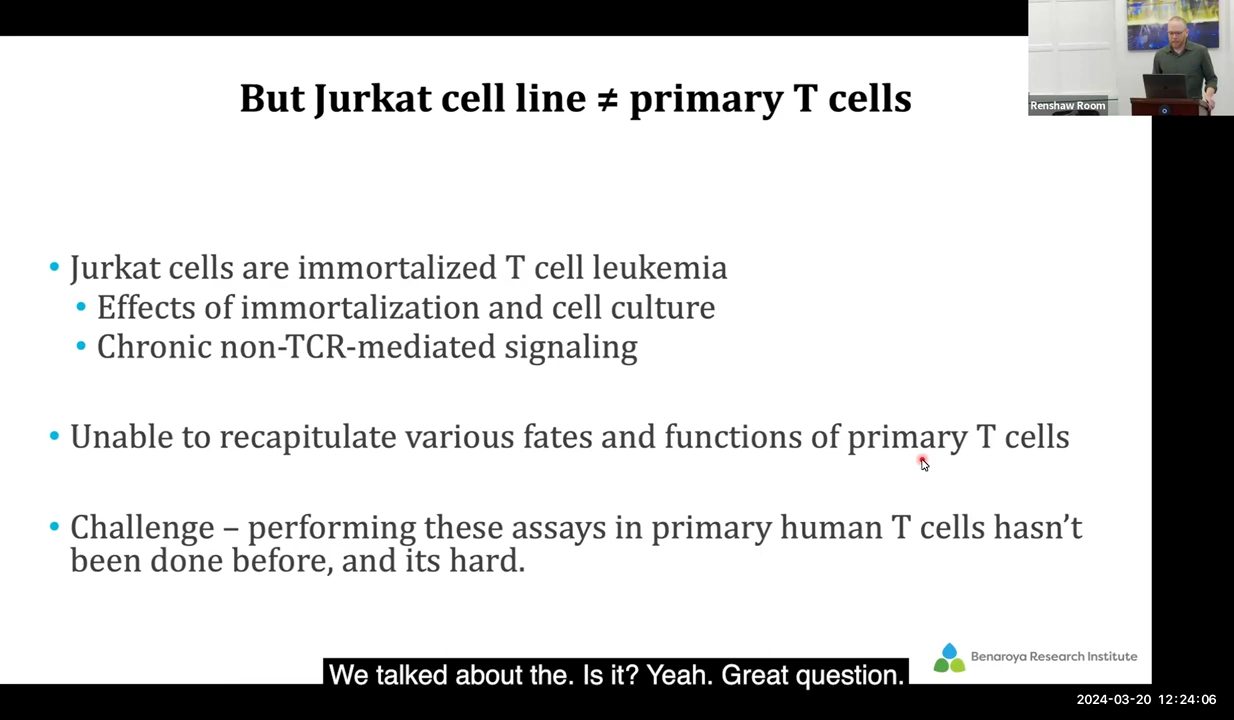 But Jurkat cell line ≠ primary T cells
Renshaw Room
Jurkat cells are immortalized T cell leukemia
Effects of immortalization and cell culture
Chronic non-TCR-mediated signaling
Unable to recapitulate various fates and functions of primary T cells
Challenge – performing these assays in primary human T cells hasn’t
been done before, and its hard.
Benaroya Research Institute
We talked about the. Is it? Yeah. Great question.
2024-03-20 12:24:06